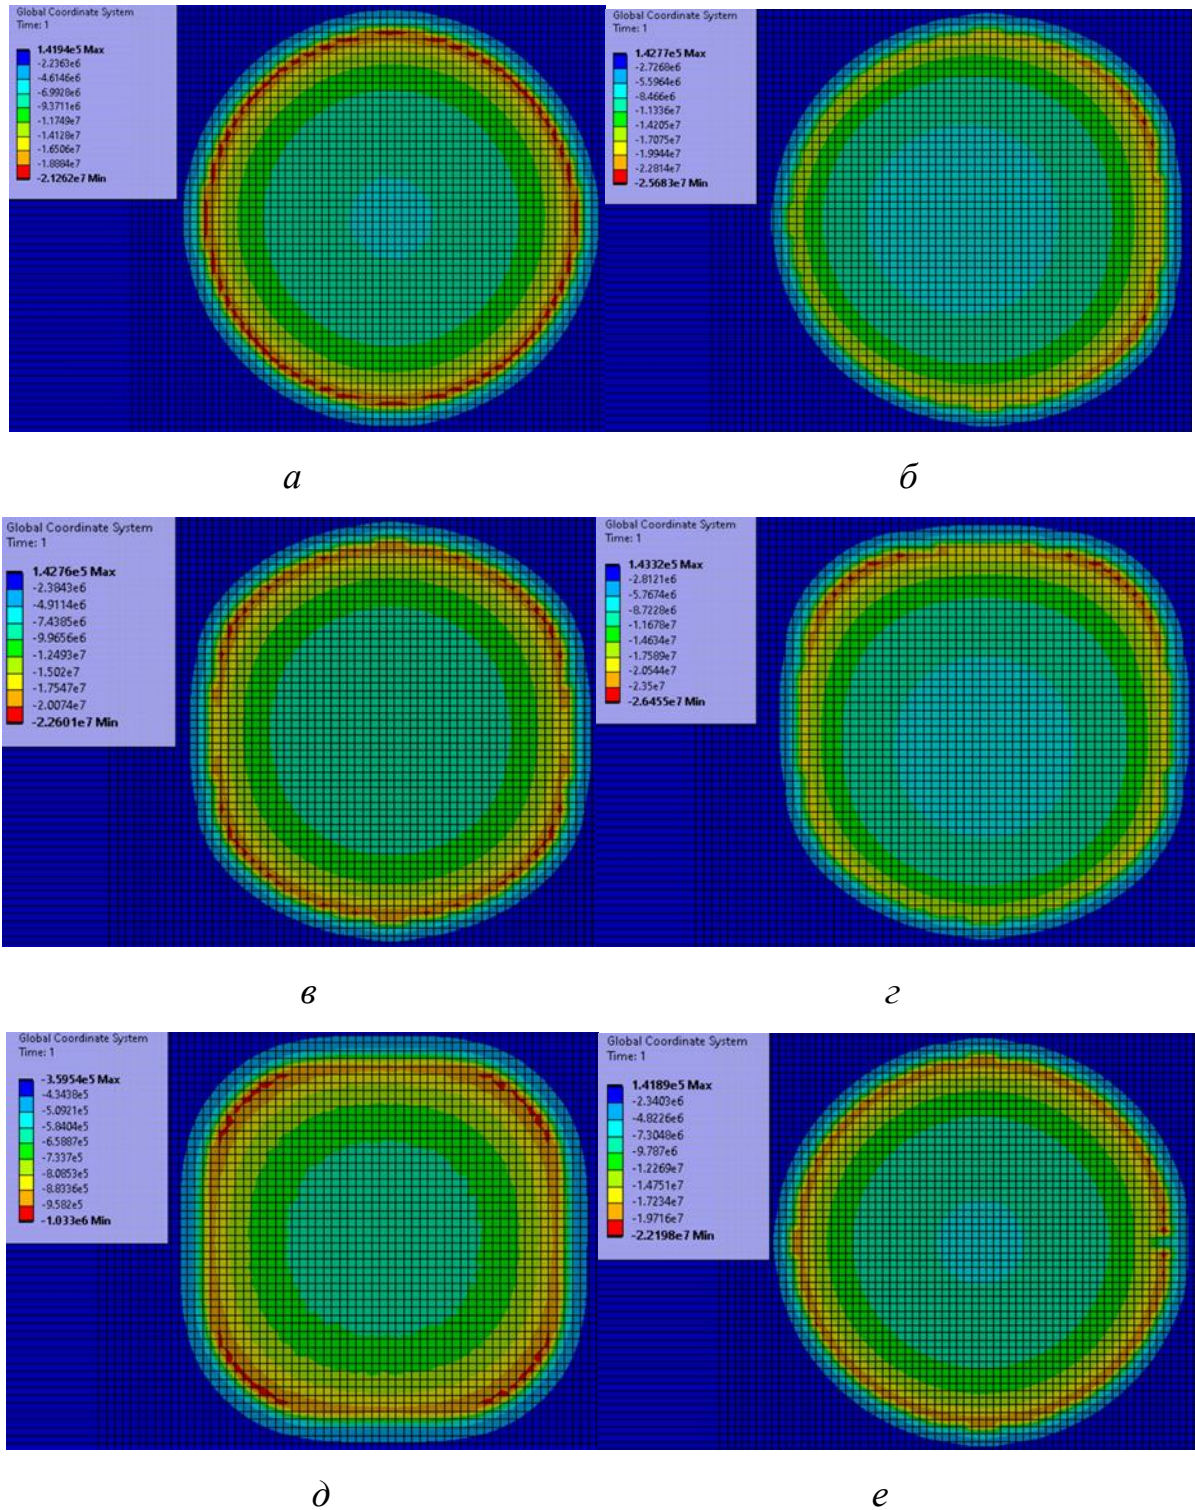 Global Coordinate System
Time: 1
1.4194e5 Max
-2.2363e6
-4.6146e6
-6.9928e6
-9.3711e6
-1.1749e7
-1.4128e7
-1.6506e7
-1.8884e7
-2.1262e7 Min
Global Coordinate System
Time: 1
1.4277e5 Max
-2.7268e6
-5.5964e6
-8.466e6
-1.1336e7
-1.4205e7
-1.7075e7
-1.9944e7
-2.2814e7
-2.5683e7 Min
а
б
Global Coordinate System
Time: 1
1.4276e5 Max
-2.3843e6
-4.9114e6
-7.4385e6
-9.9656e6
-1.2493e7
-1.502e7
-1.7547e7
-2.0074e7
-2.2601e7 Min
Global Coordinate System
Time: 1
1.4332e5 Max
-2.8121e6
-5.7674e6
-8.7228e6
-1.1678e7
-1.4634e7
-1.7589e7
-2.0544e7
-2.35e7
-2.6455e7 Min
в
г
Global Coordinate System
Time: 1
-3.5954e5 Max
-4.3438e5
-5.0921e5
-5.8404e5
-6.5887e5
-7.337e5
-8.0853e5
-8.8336e5
-9.582e5
-1.033e6 Min
Global Coordinate System
Time: 1
1.4189e5 Max
-2.3403e6
-4.8226e6
-7.3048e6
-9.787e6
-1.2269e7
-1.4751e7
-1.7234e7
-1.9716e7
-2.2198e7 Min
д
е